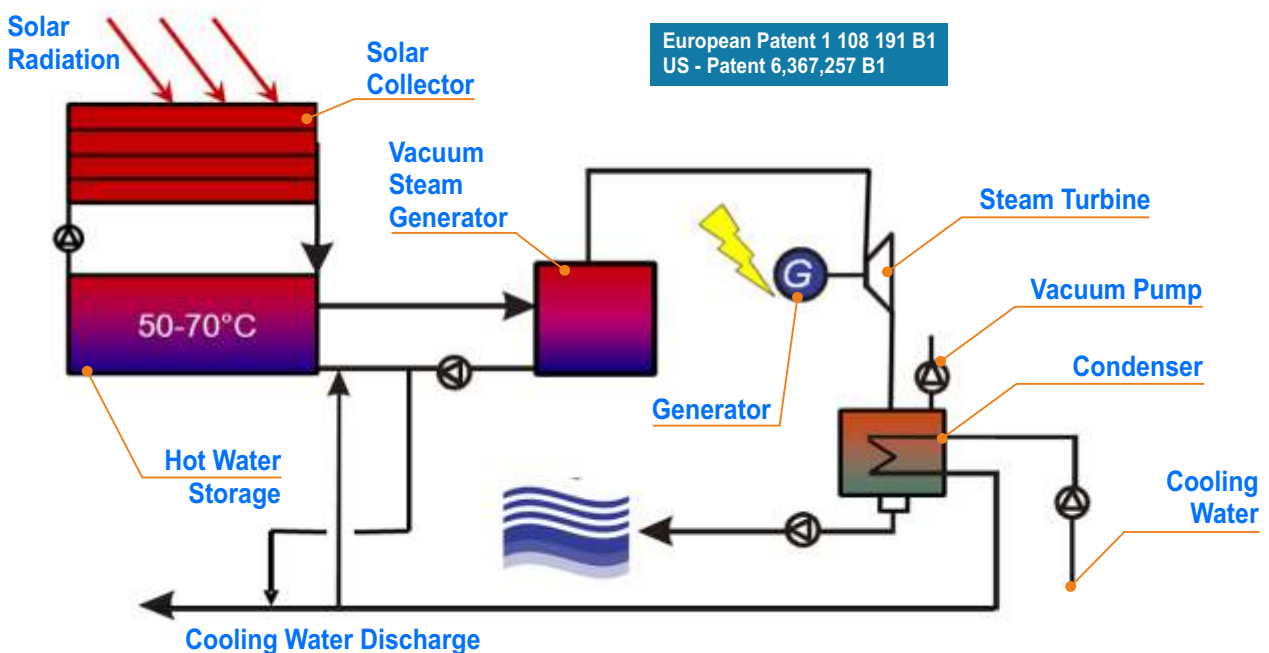 Solar
Radiation
Solar
Collector
European Patent 1 108 191 B1
US - Patent 6,367,257 B1
Vacuum
Steam
Generator
Steam Turbine
G
50-70°C
Vacuum Pump
Condenser
Generator
Hot Water
Storage
Cooling
Water
Cooling Water Discharge